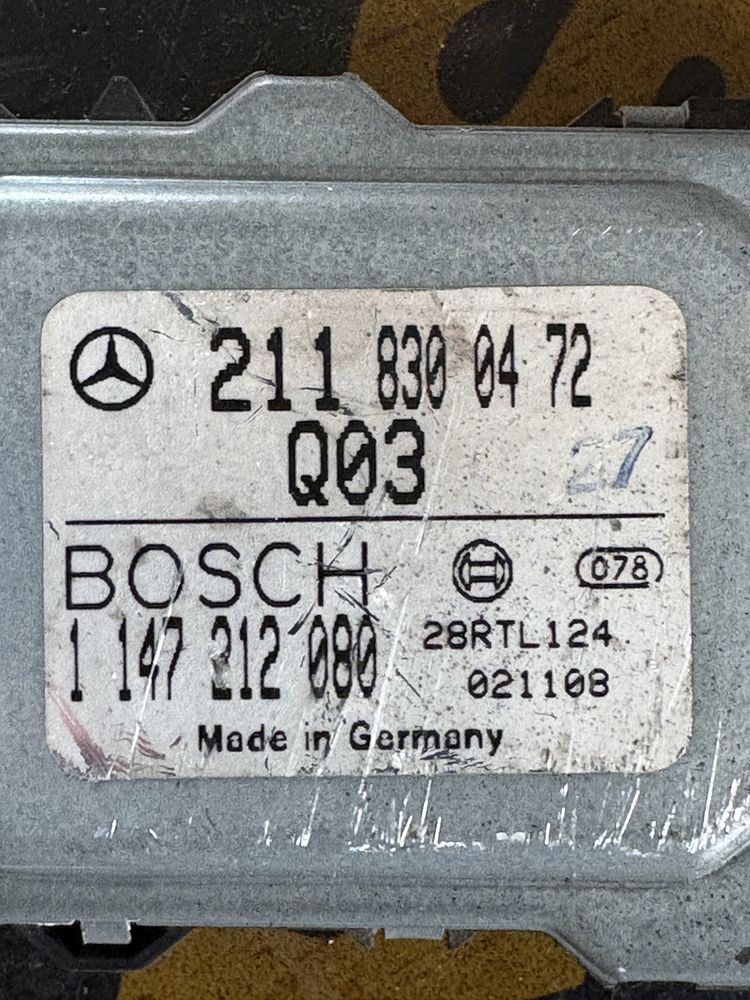 211 830 04 72
Q03
27
BOSCH 078
1 147 212 080 28RTL124
021108
Made in Germany